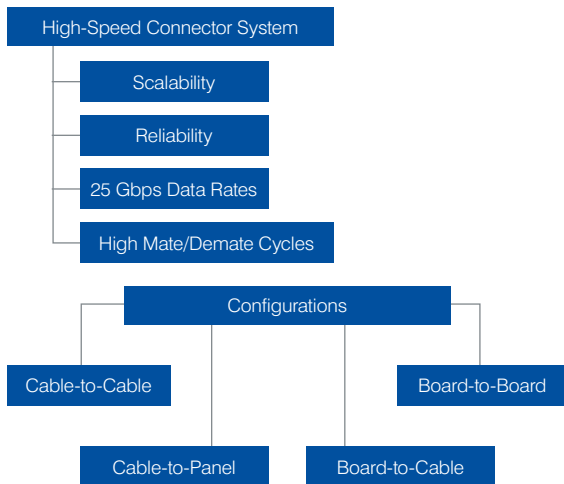 High-Speed Connector System
Scalability
Reliability
25 Gbps Data Rates
High Mate/Demate Cycles
Configurations
Cable-to-Cable
Board-to-Board
Cable-to-Panel
Board-to-Cable